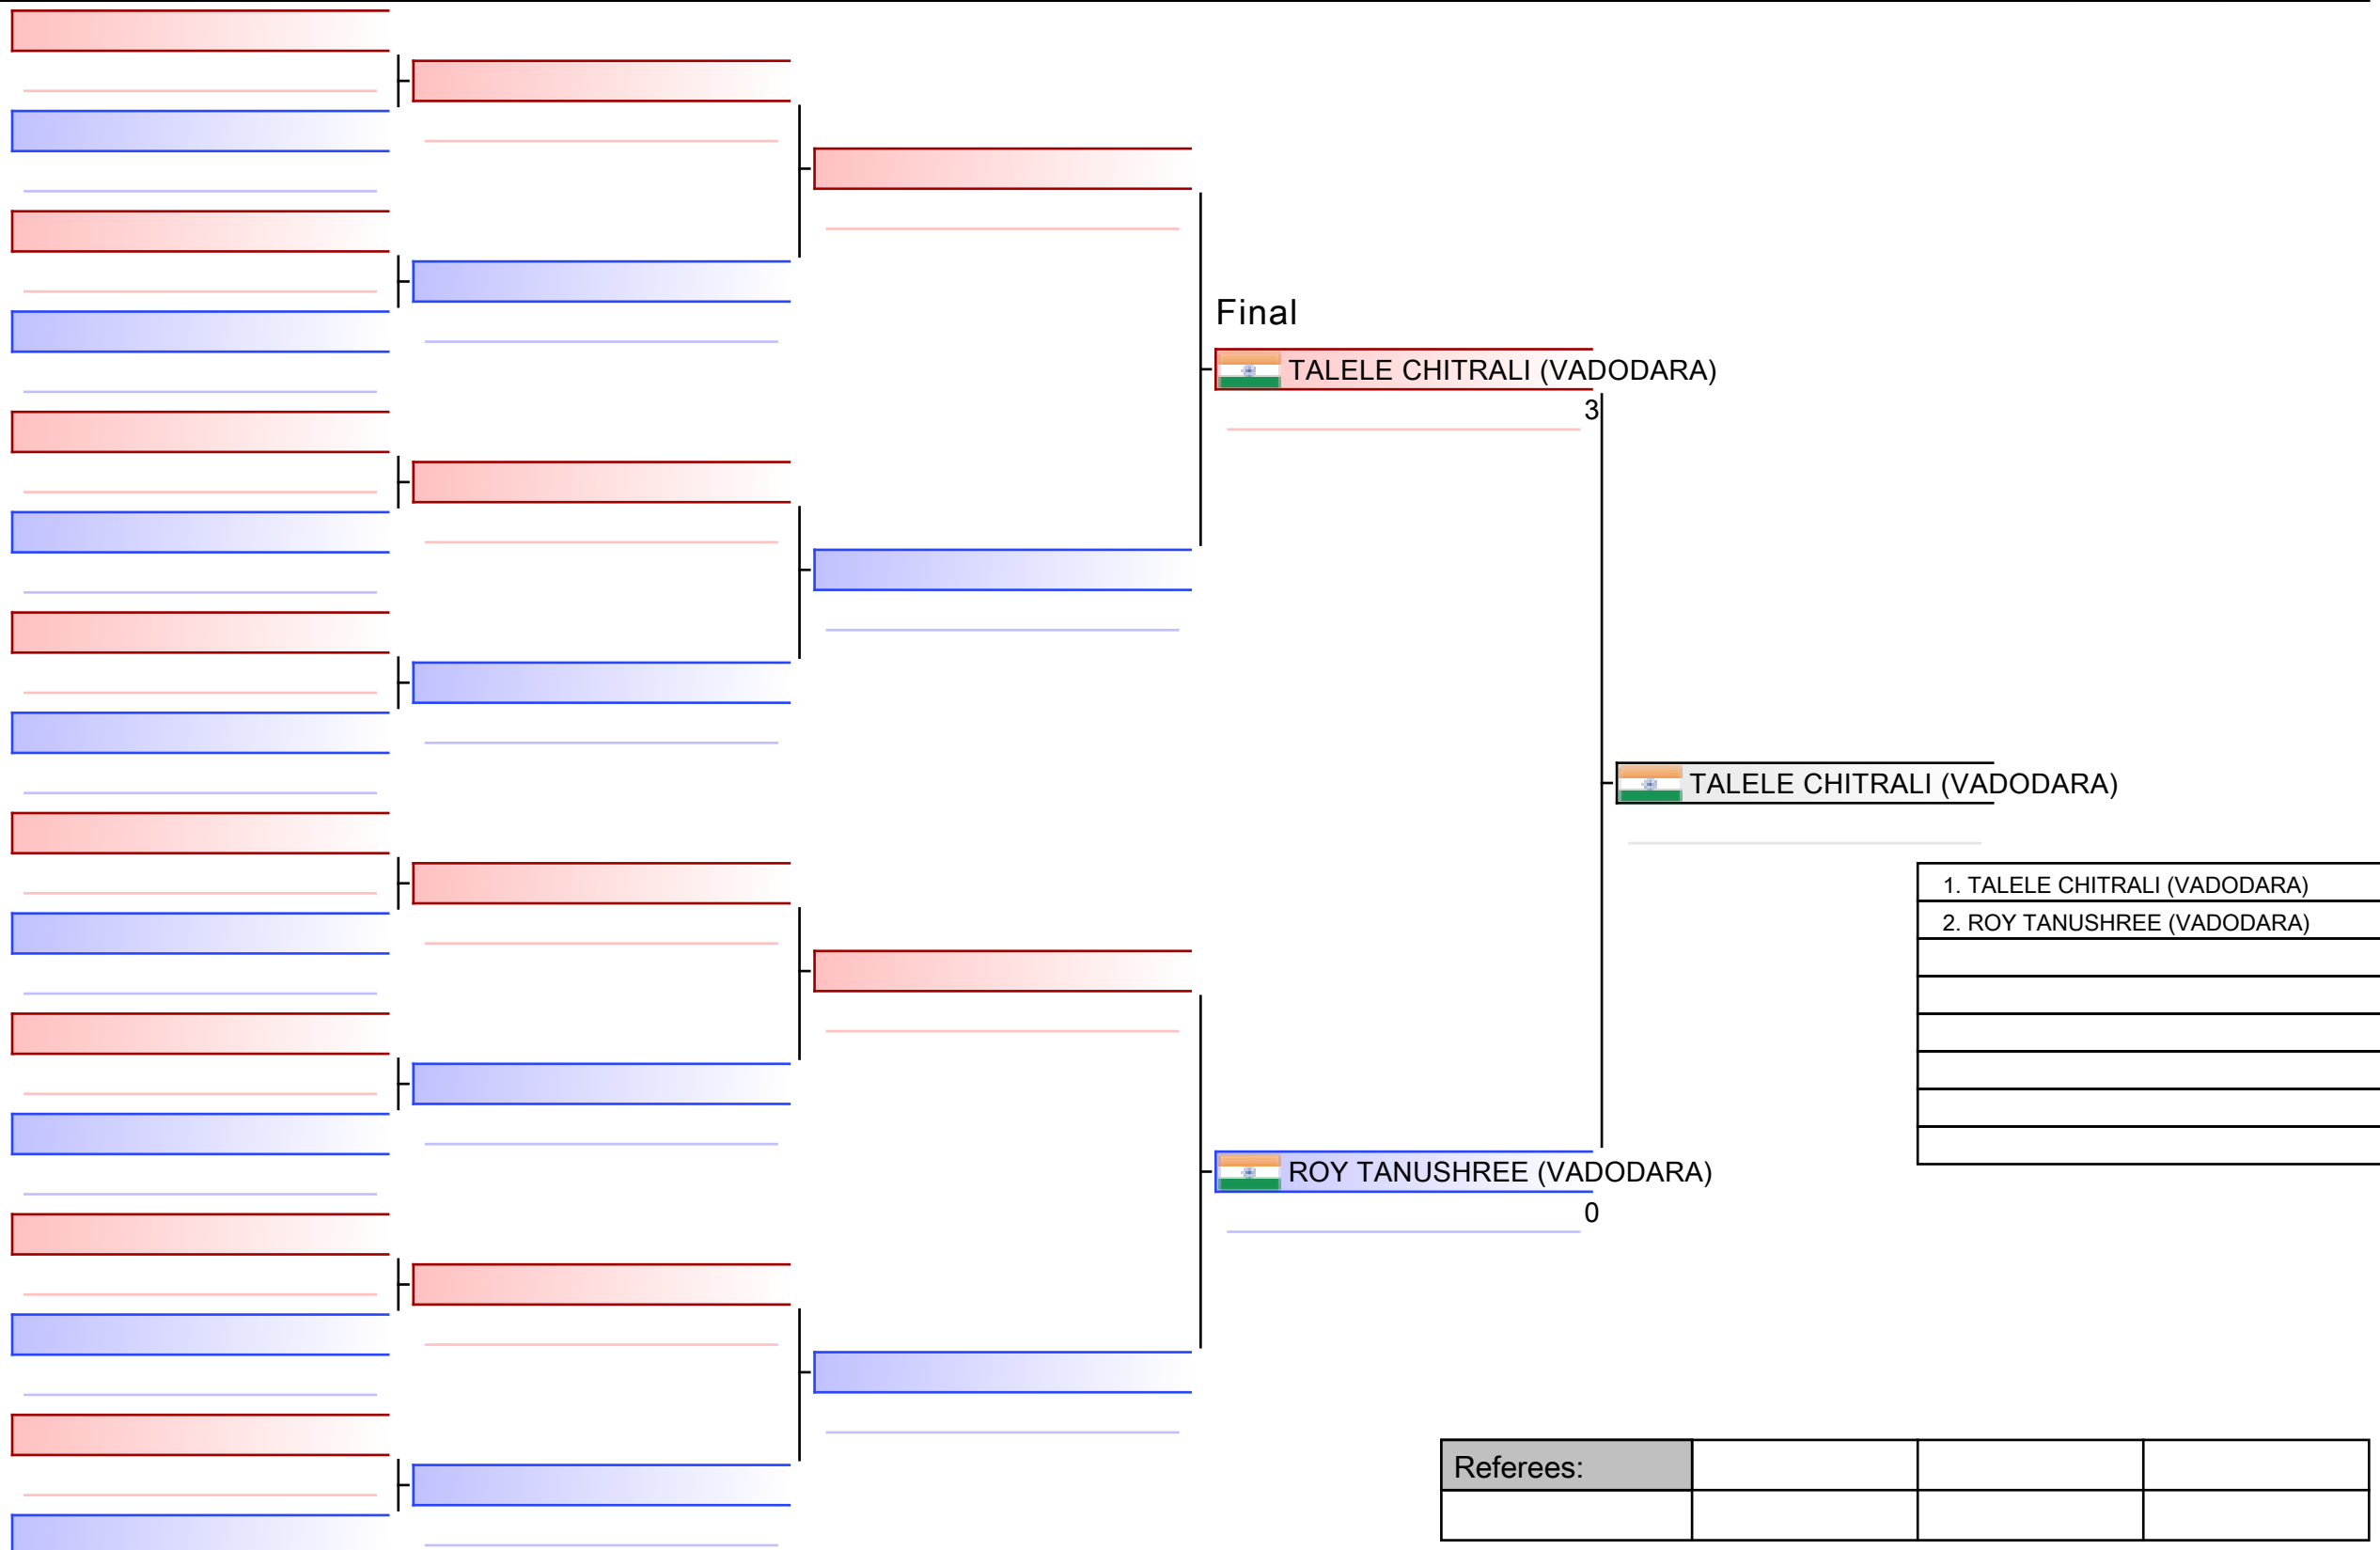 Final
TALELE CHITRALI (VADODARA)
3
TALELE CHITRALI (VADODARA)
1. TALELE CHITRALI (VADODARA)
2. ROY TANUSHREE (VADODARA)
ROY TANUSHREE (VADODARA)
0
Referees: